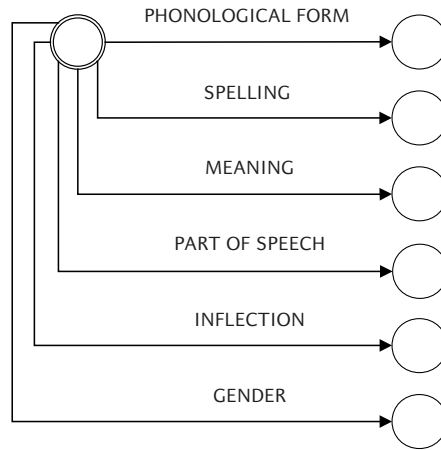 PHONOLOGICAL FORM
SPELLING
MEANING
PART OF SPEECH
INFLECTION
GENDER